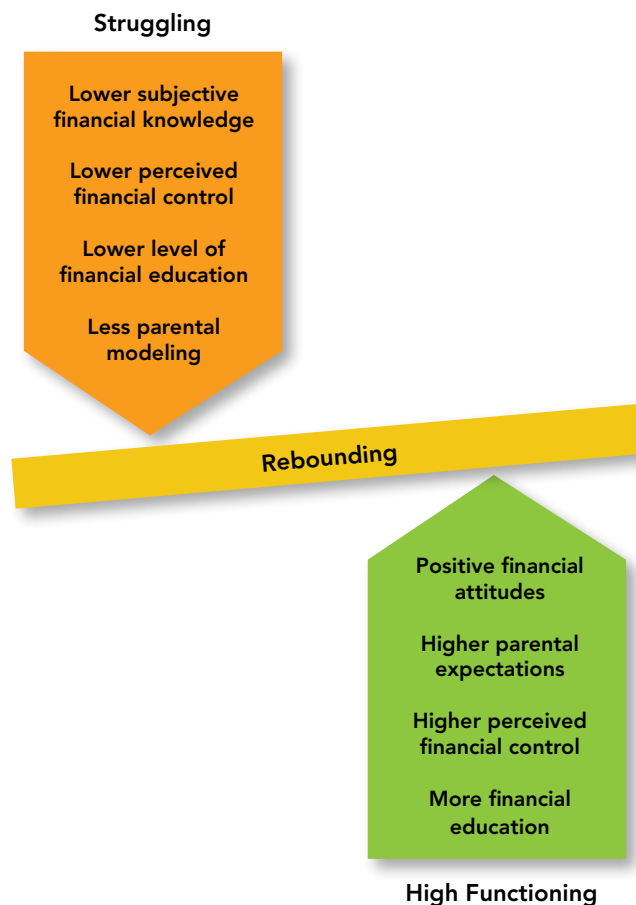 Struggling
Lower subjective
financial knowledge
Lower perceived
financial control
Lower level of
financial education
Less parental
modeling
Rebounding
Positive financial
attitudes
Higher parental
expectations
Higher perceived
financial control
More financial
education
High Functioning